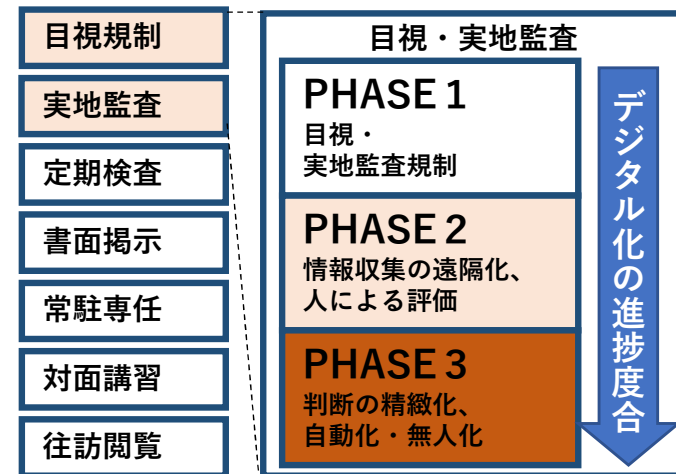 目視規制
実地監査
定期検査
書面掲示
常駐専任
対面講習
往訪閲覧
目視・実地監査
PHASE 1
目視・
実地監査規制
PHASE 2
情報収集の遠隔化、
人による評価
PHASE 3
判断の精緻化、
自動化・無人化
デジタル化の進捗度合